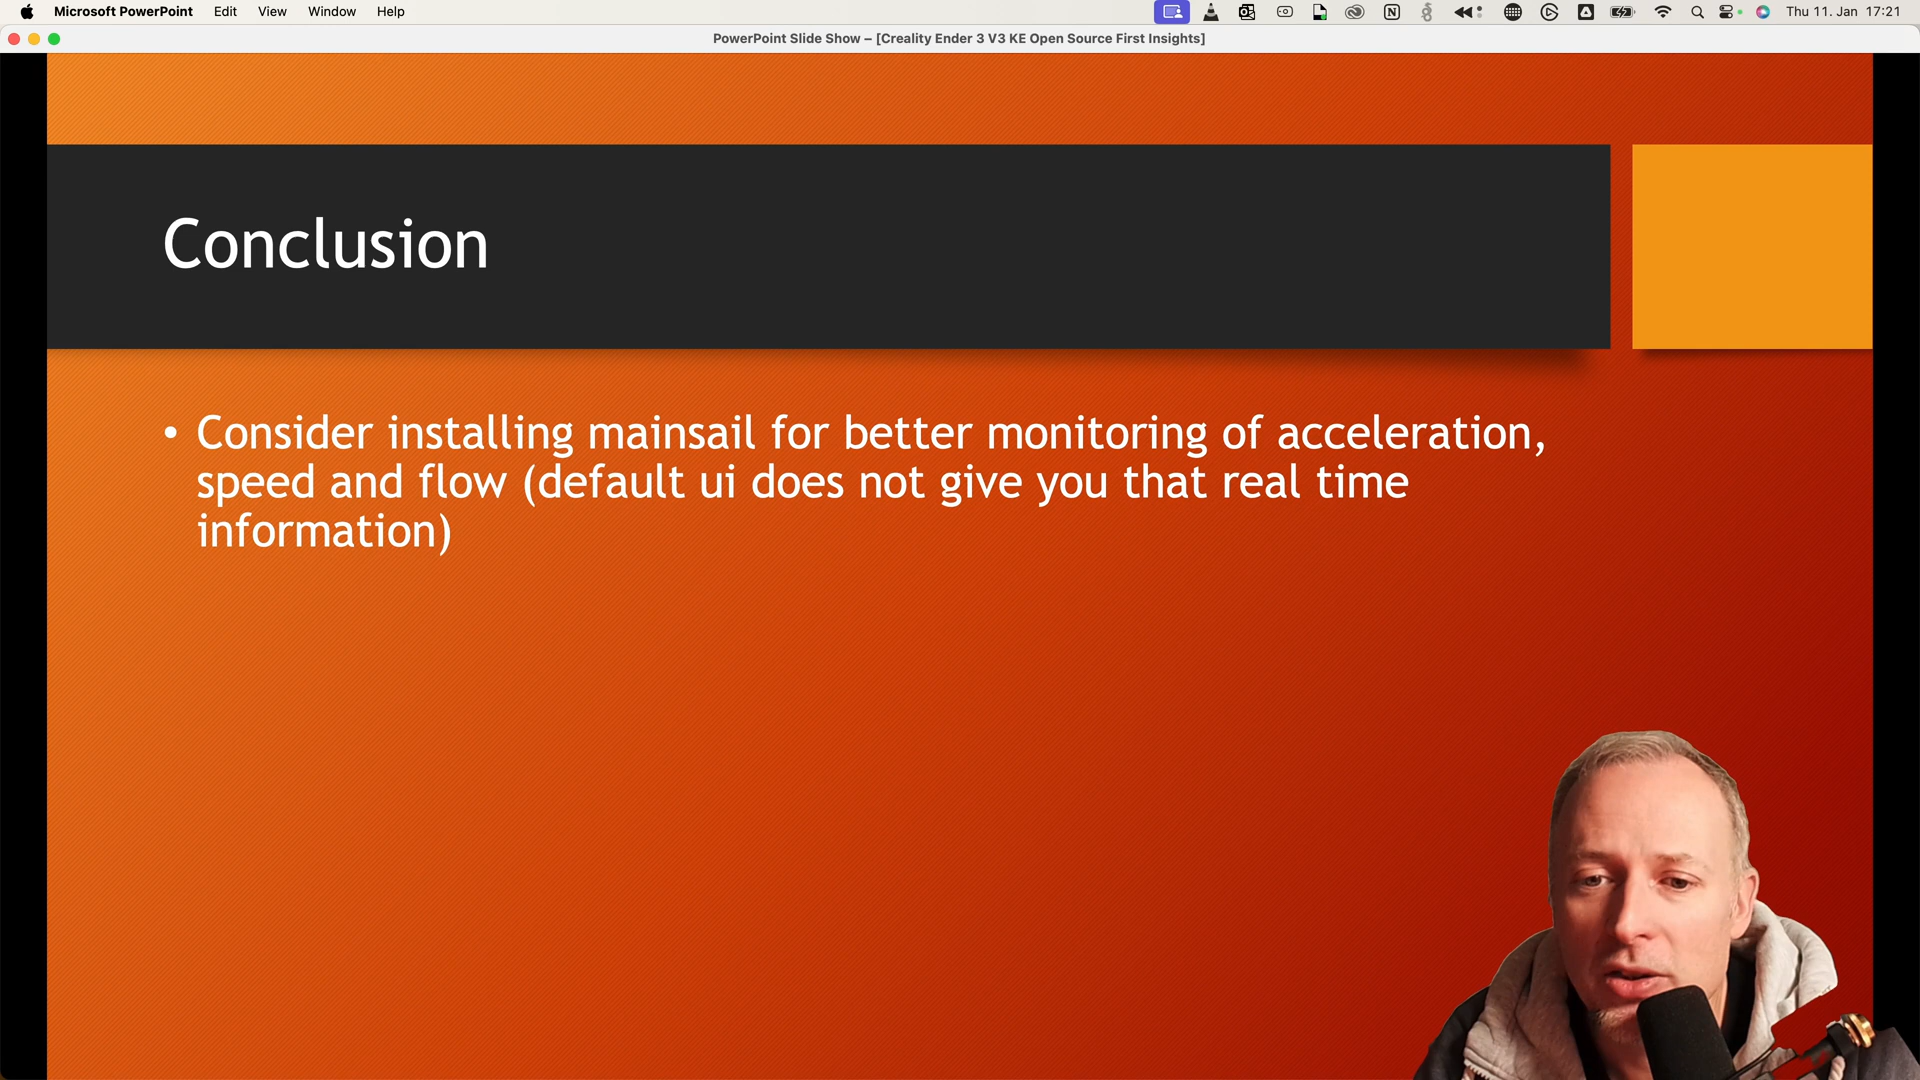 Microsoft PowerPoint Edit View Window Help Thu 11. Jan 17:21
PowerPoint Slide Show – [Creality Ender 3 V3 KE Open Source First Insights]
Conclusion
• Consider installing mainsail for better monitoring of acceleration,
speed and flow (default ui does not give you that real time
information)